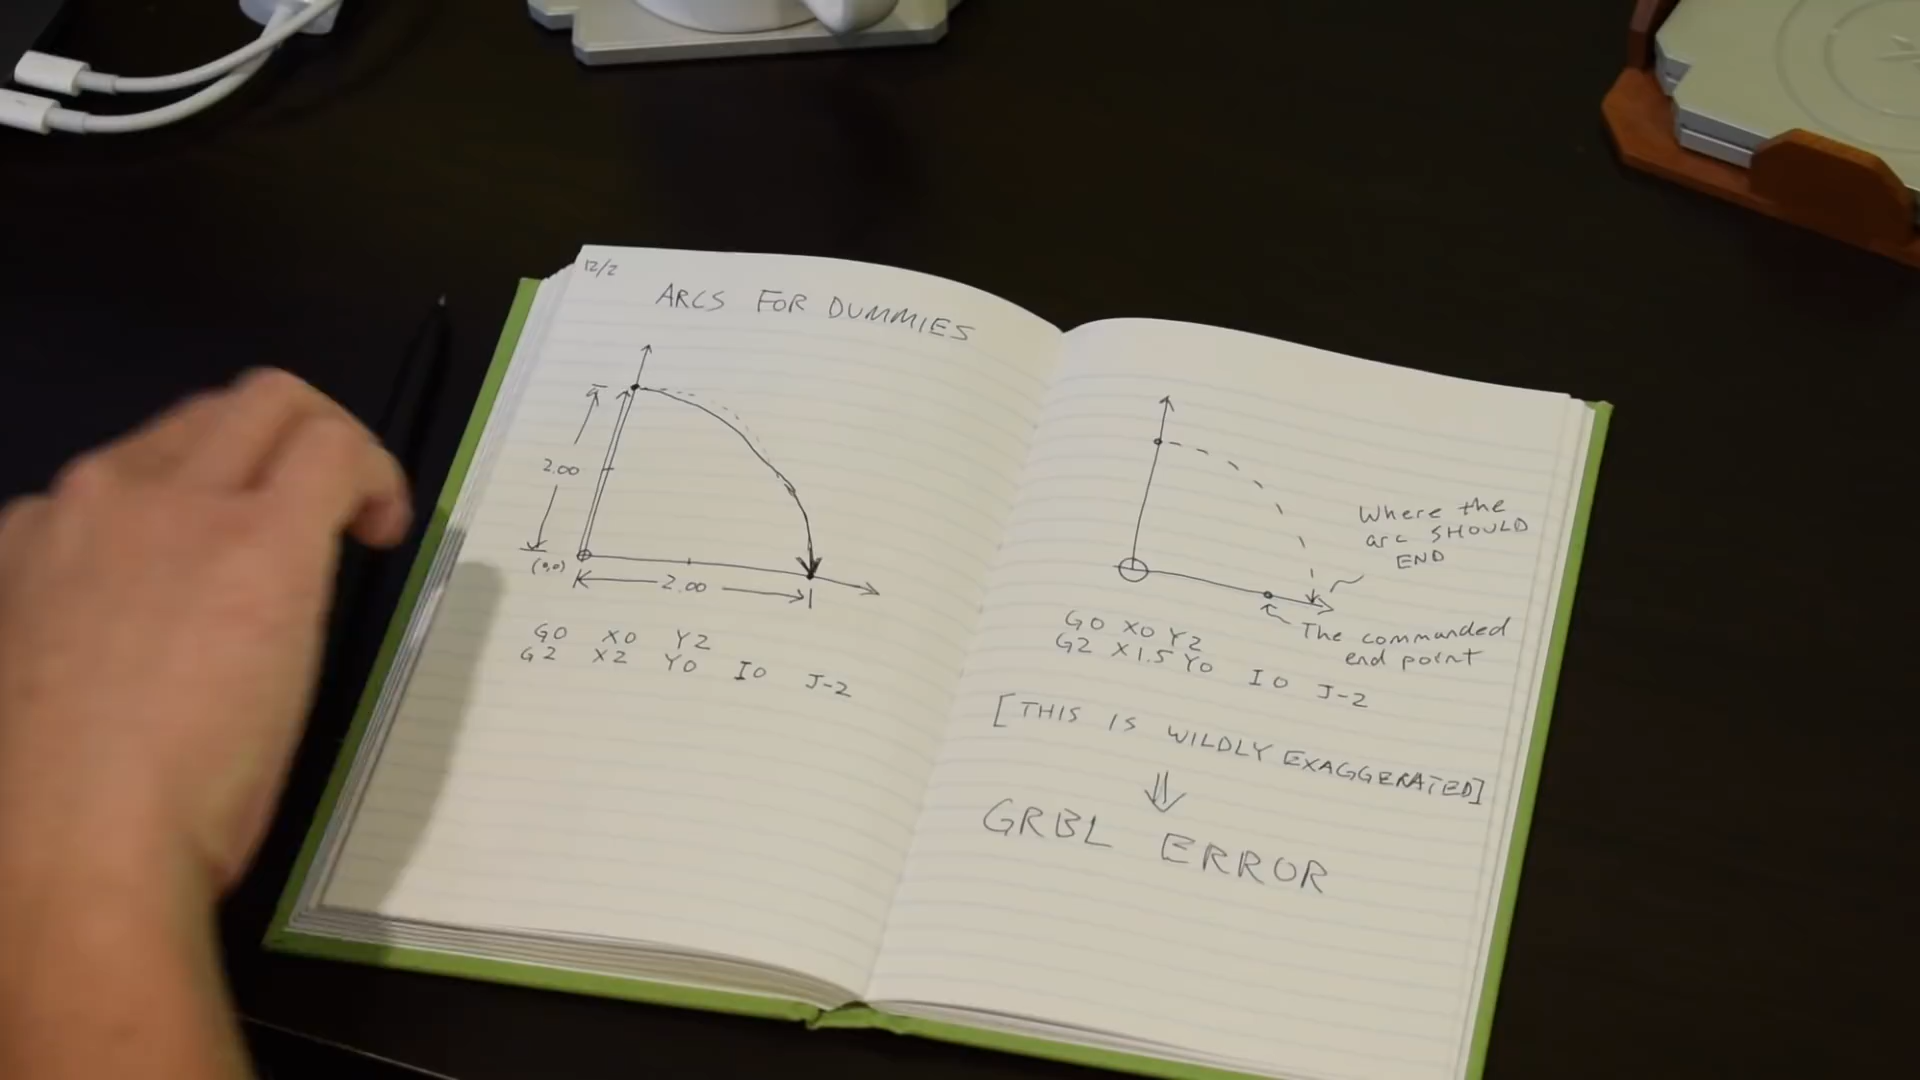 12/2
ARCS FOR DUMMIES
2.00
(0,0)
2.00
G0 X0 Y2
G2 X2 Y0 I0 J-2
Where the
arc SHOULD
END
The commanded
end point
G0 X0 Y2
G2 X1.5 Y0 I0 J-2
[THIS IS WILDLY EXAGGERATED]
GRBL ERROR